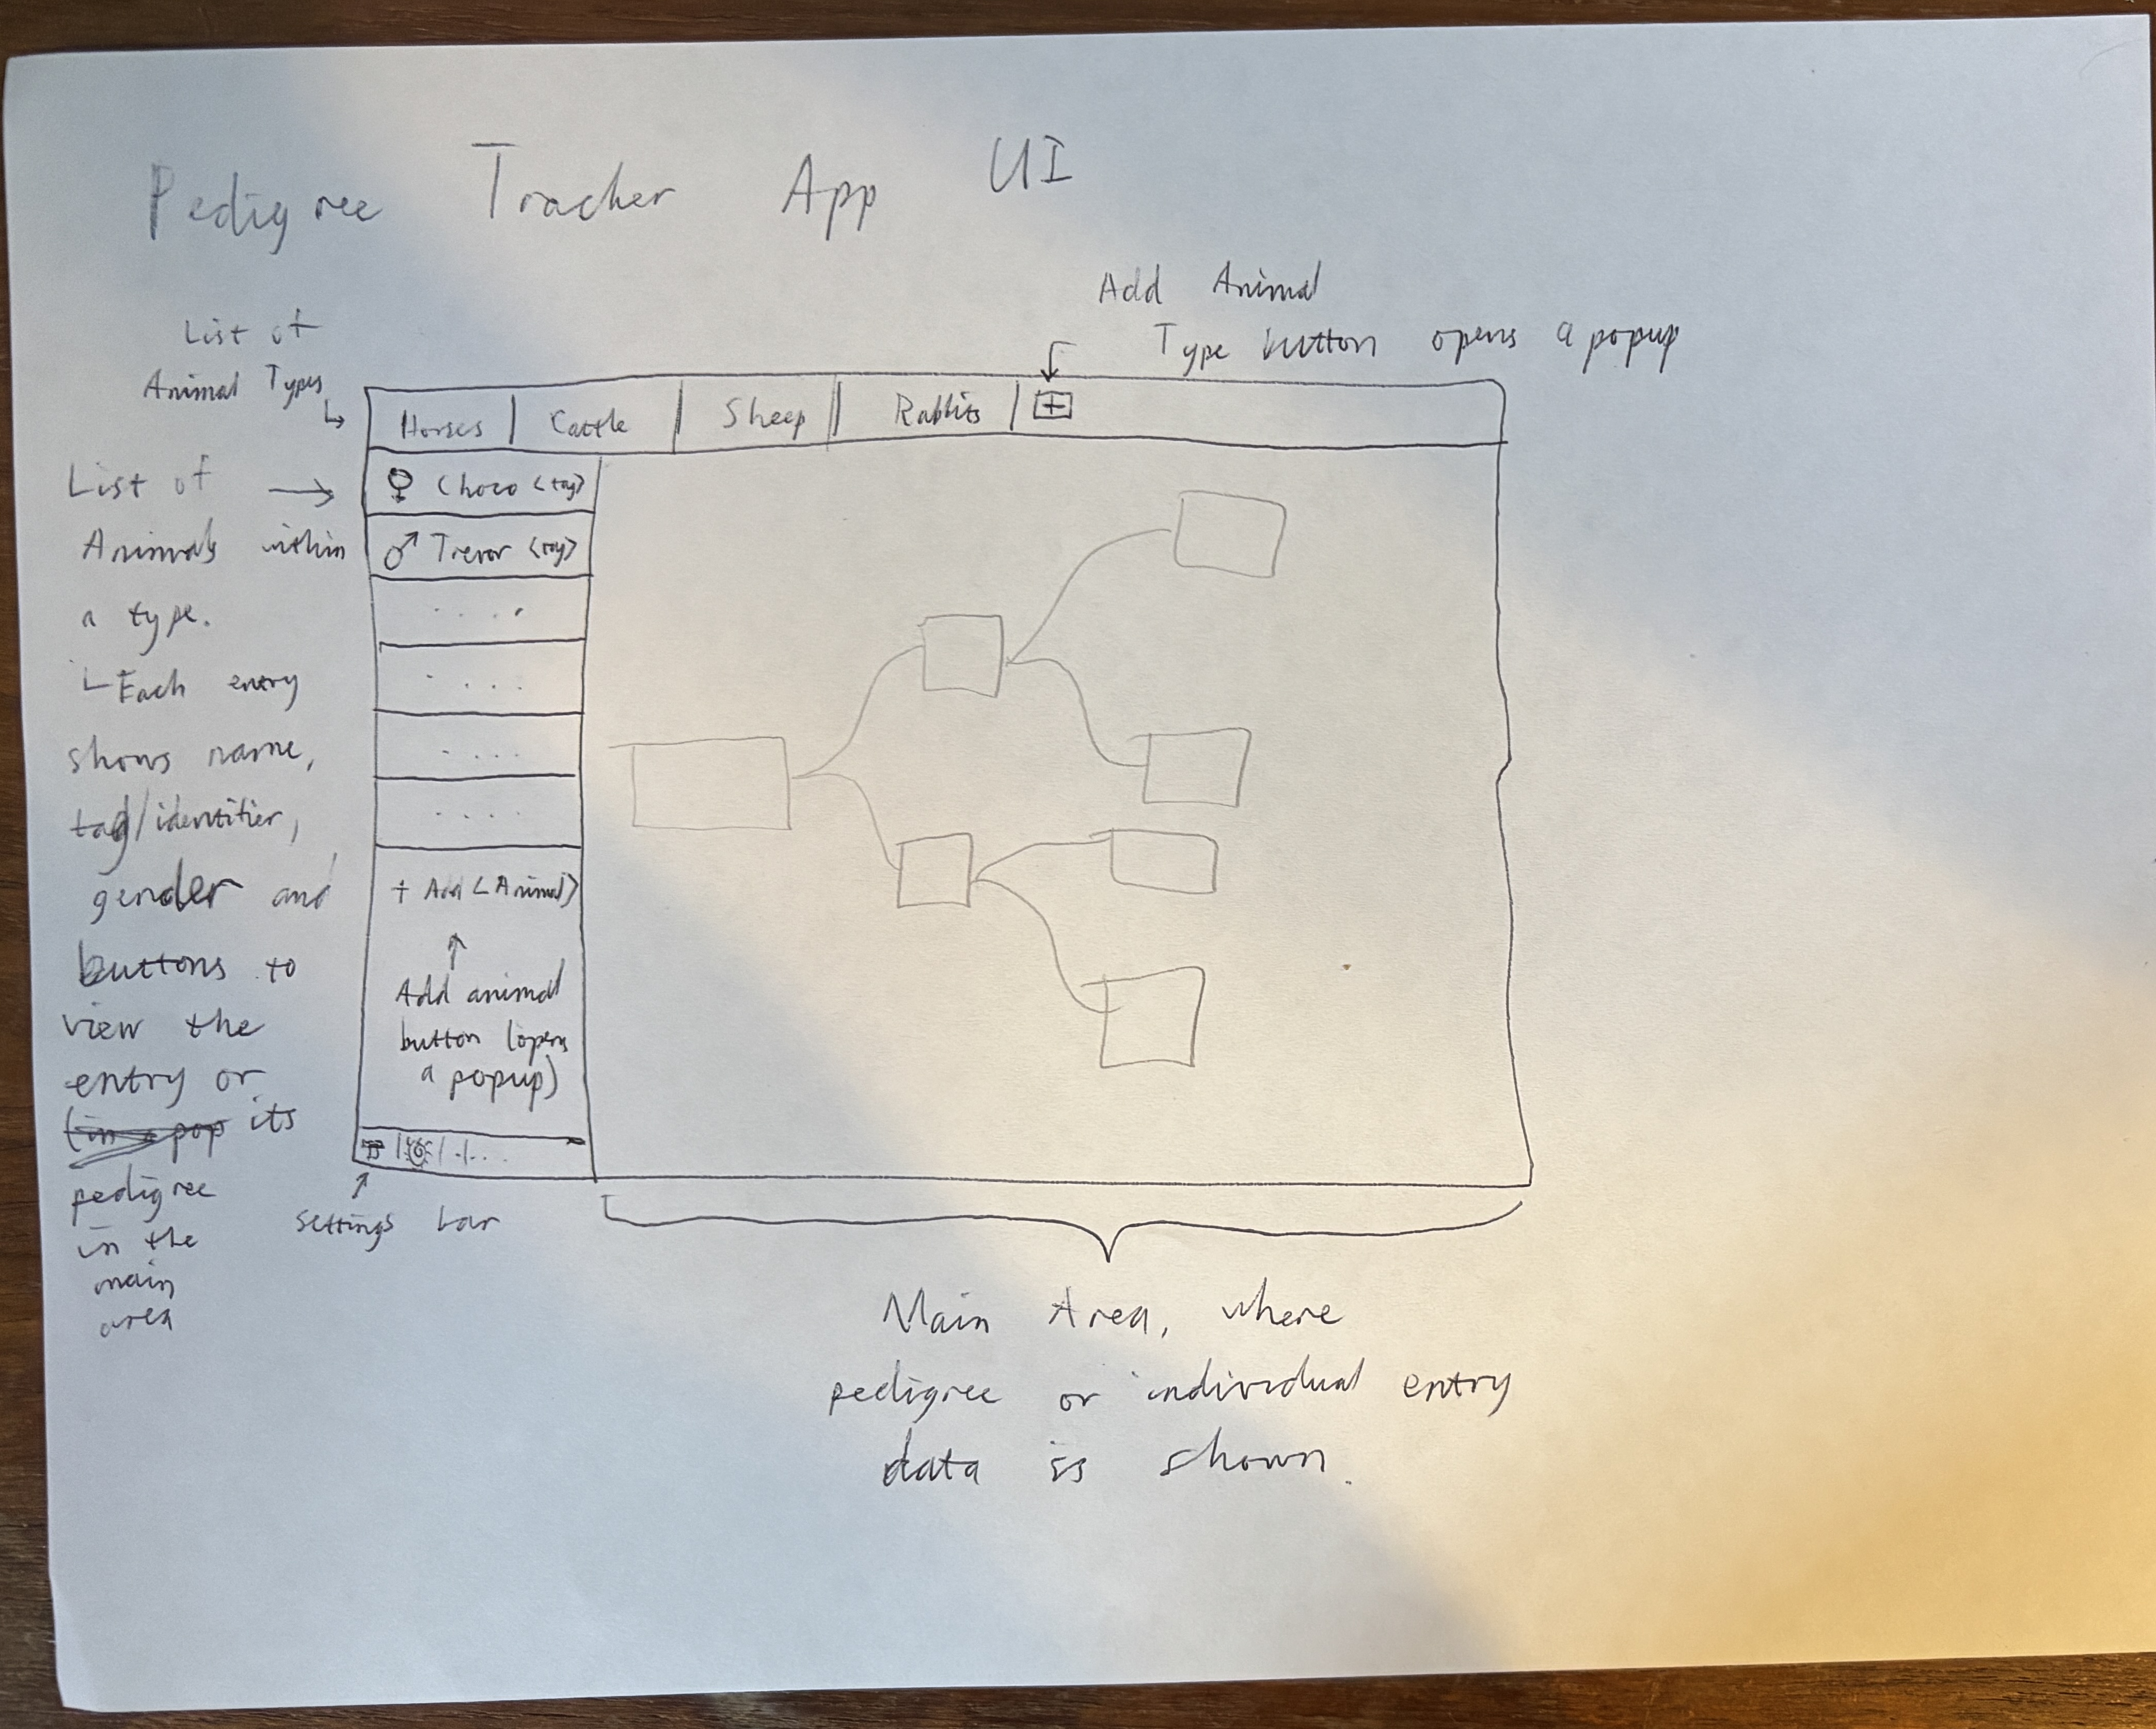 Pedigree Tracker App UI
Add Animal
Type button opens a popup
List of
Animal Types
Horses
Cattle
Sheep
Rabbits
+
List of
Animals within
a type.
Each entry
shows name,
tag/identifier,
gender and
buttons to
view the
entry or
its
pedigree
in the
main
area
♀ Choco <tag>
♂ Trevor <tag>
. . . .
. . . .
. . . .
. . . .
+ Add <Animal>
Add animal
button (opens
a popup)
settings bar
Main Area, where
pedigree or individual entry
data is shown.